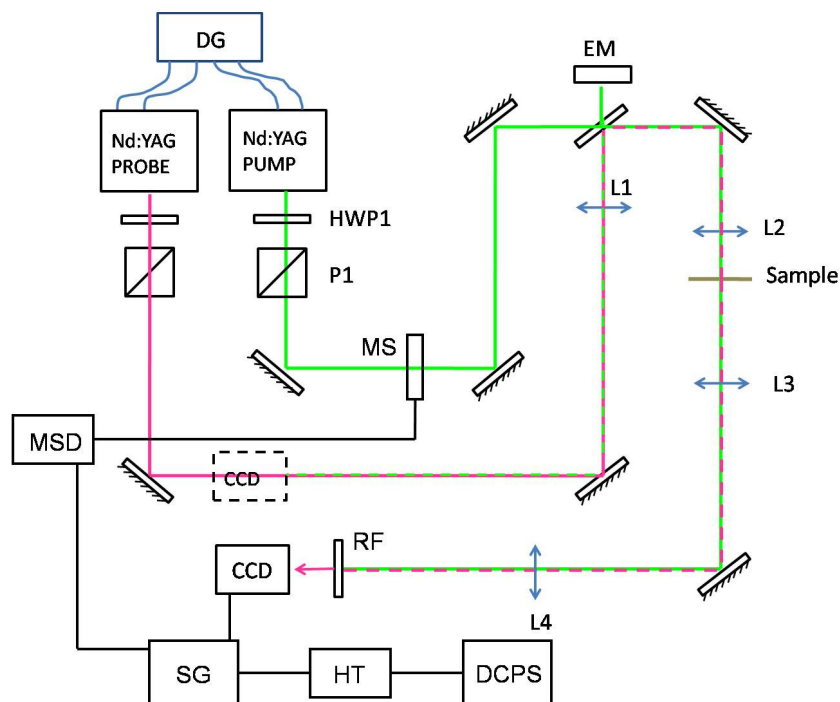 DG
EM
Nd:YAG
PROBE
Nd:YAG
PUMP
L1
HWP1
L2
P1
Sample
MS
L3
MSD
CCD
RF
CCD
L4
SG
HT
DCPS